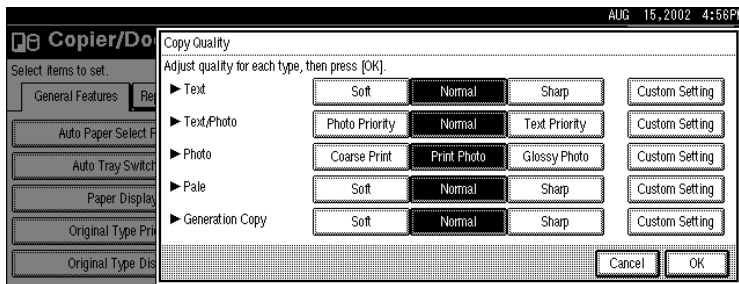 AUG 15,2002 4:56P
Copier/Do
Select items to set.
General Features Re
Auto Paper Select F
Auto Tray Switch
Paper Display
Original Type Pri
Original Type Dis
Copy Quality
Adjust quality for each type, then press [OK].
► Text Soft Normal Sharp Custom Setting
► Text/Photo Photo Priority Normal Text Priority Custom Setting
► Photo Coarse Print Print Photo Glossy Photo Custom Setting
► Pale Soft Normal Sharp Custom Setting
► Generation Copy Soft Normal Sharp Custom Setting
Cancel OK